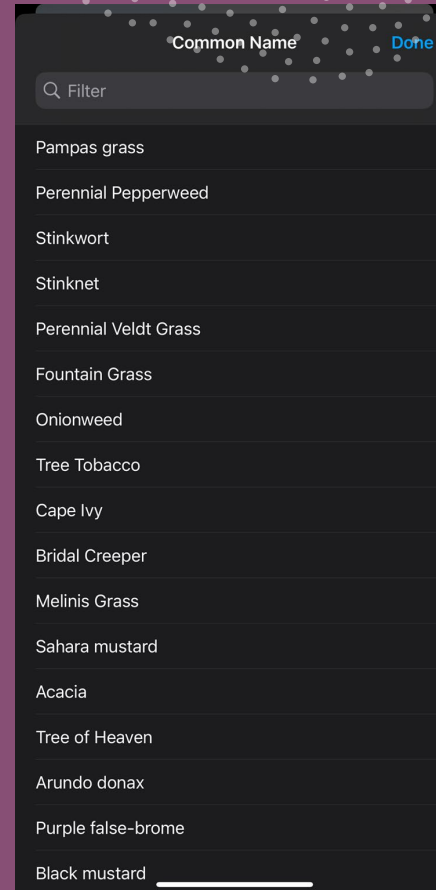 Common Name
Done
Filter
Pampas grass
Perennial Pepperweed
Stinkwort
Stinknet
Perennial Veldt Grass
Fountain Grass
Onionweed
Tree Tobacco
Cape Ivy
Bridal Creeper
Melinis Grass
Sahara mustard
Acacia
Tree of Heaven
Arundo donax
Purple false-brome
Black mustard